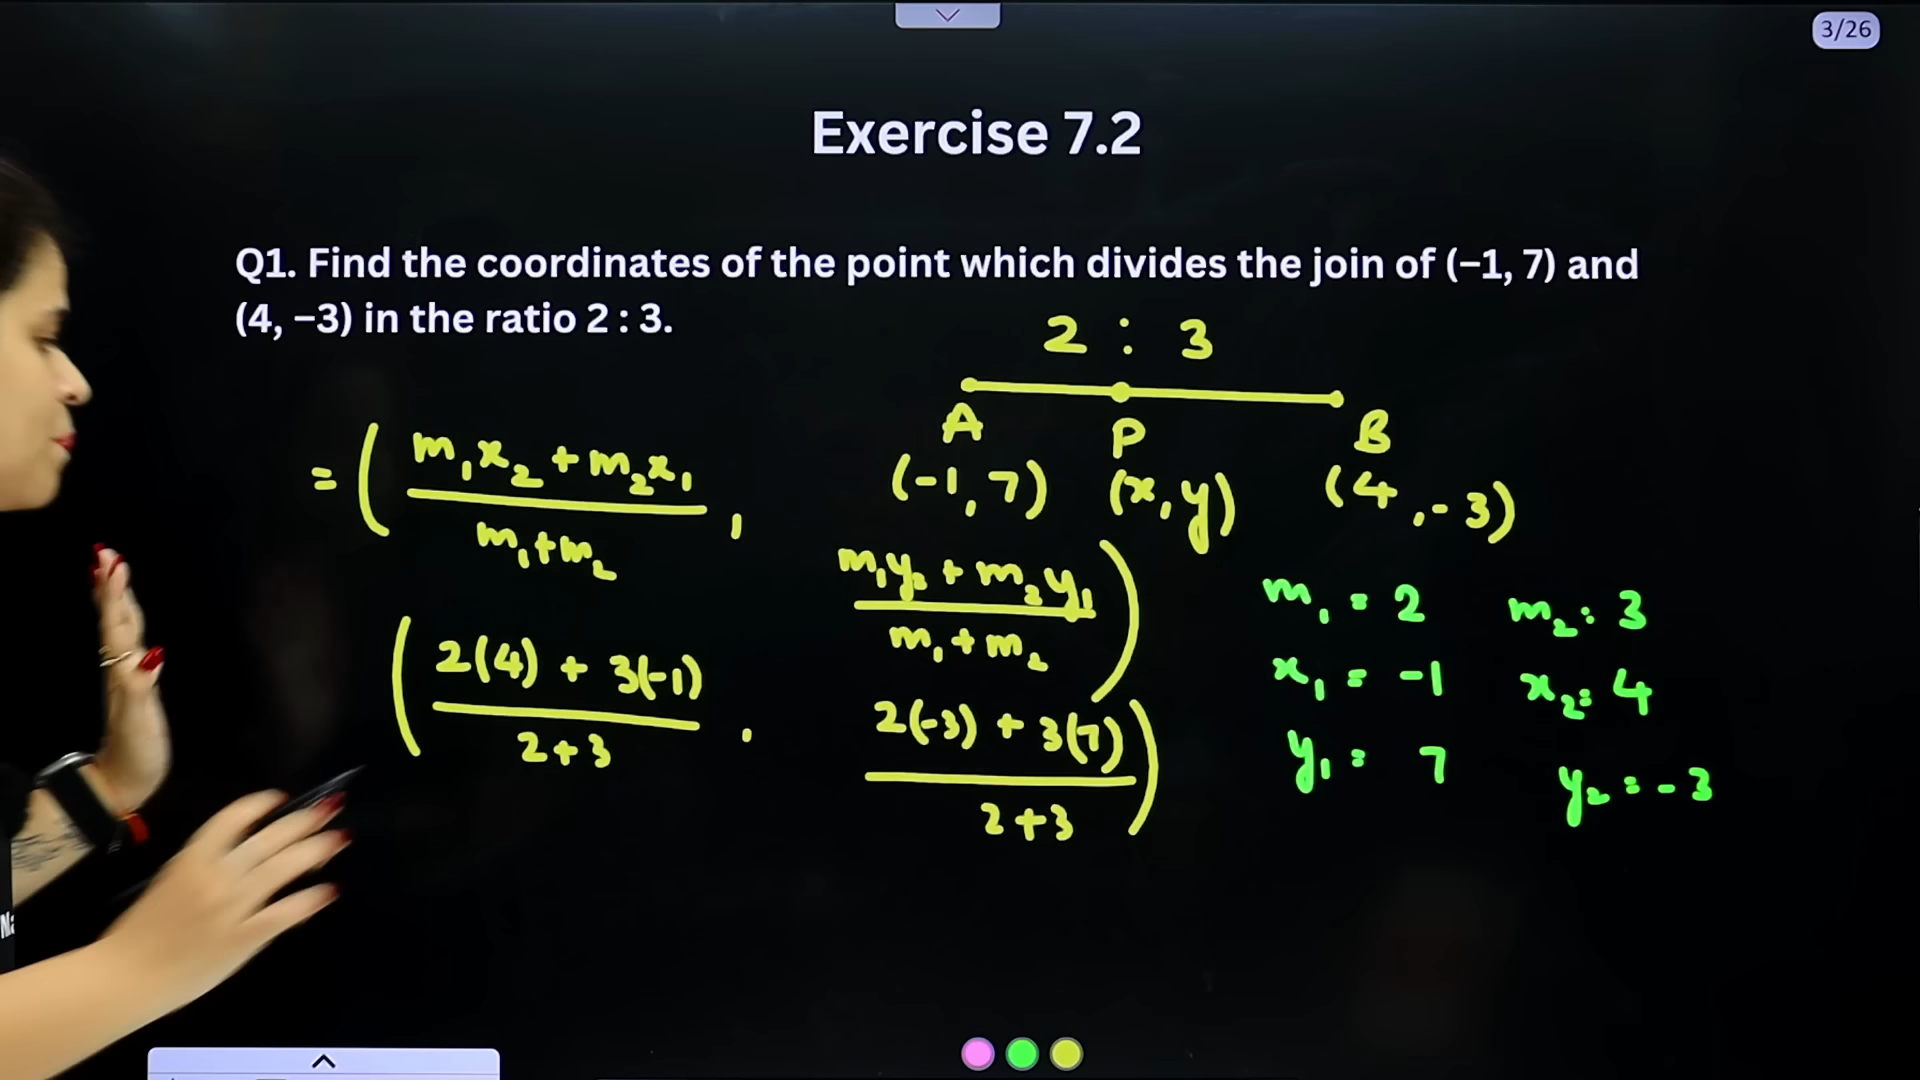 3/26
Exercise 7.2
Q1. Find the coordinates of the point which divides the join of (−1, 7) and
(4, −3) in the ratio 2 : 3.
2 : 3
A P B
(-1, 7) (x, y) (4, -3)
= ( m₁x₂ + m₂x₁ / m₁+m₂ , m₁y₂ + m₂y₁ / m₁+m₂ )
( 2(4) + 3(-1) / 2+3 , 2(-3) + 3(7) / 2+3 )
m₁ = 2 m₂ : 3
x₁ = -1 x₂ = 4
y₁ = 7 y₂ = -3